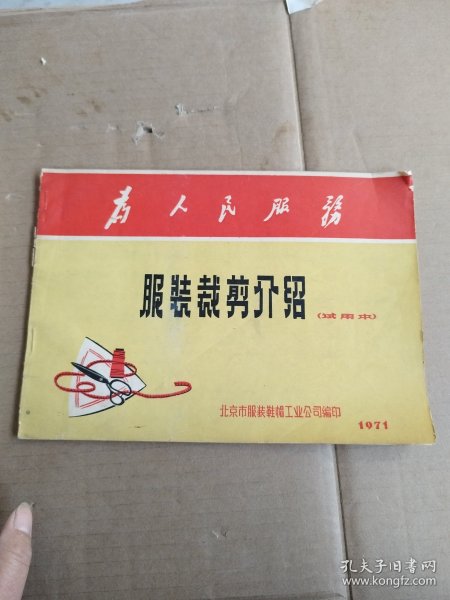 为人民服務
服装裁剪介绍
(试用本)
北京市服装鞋帽工业公司编印
1971
孔夫子旧书网
www.kongfz.com